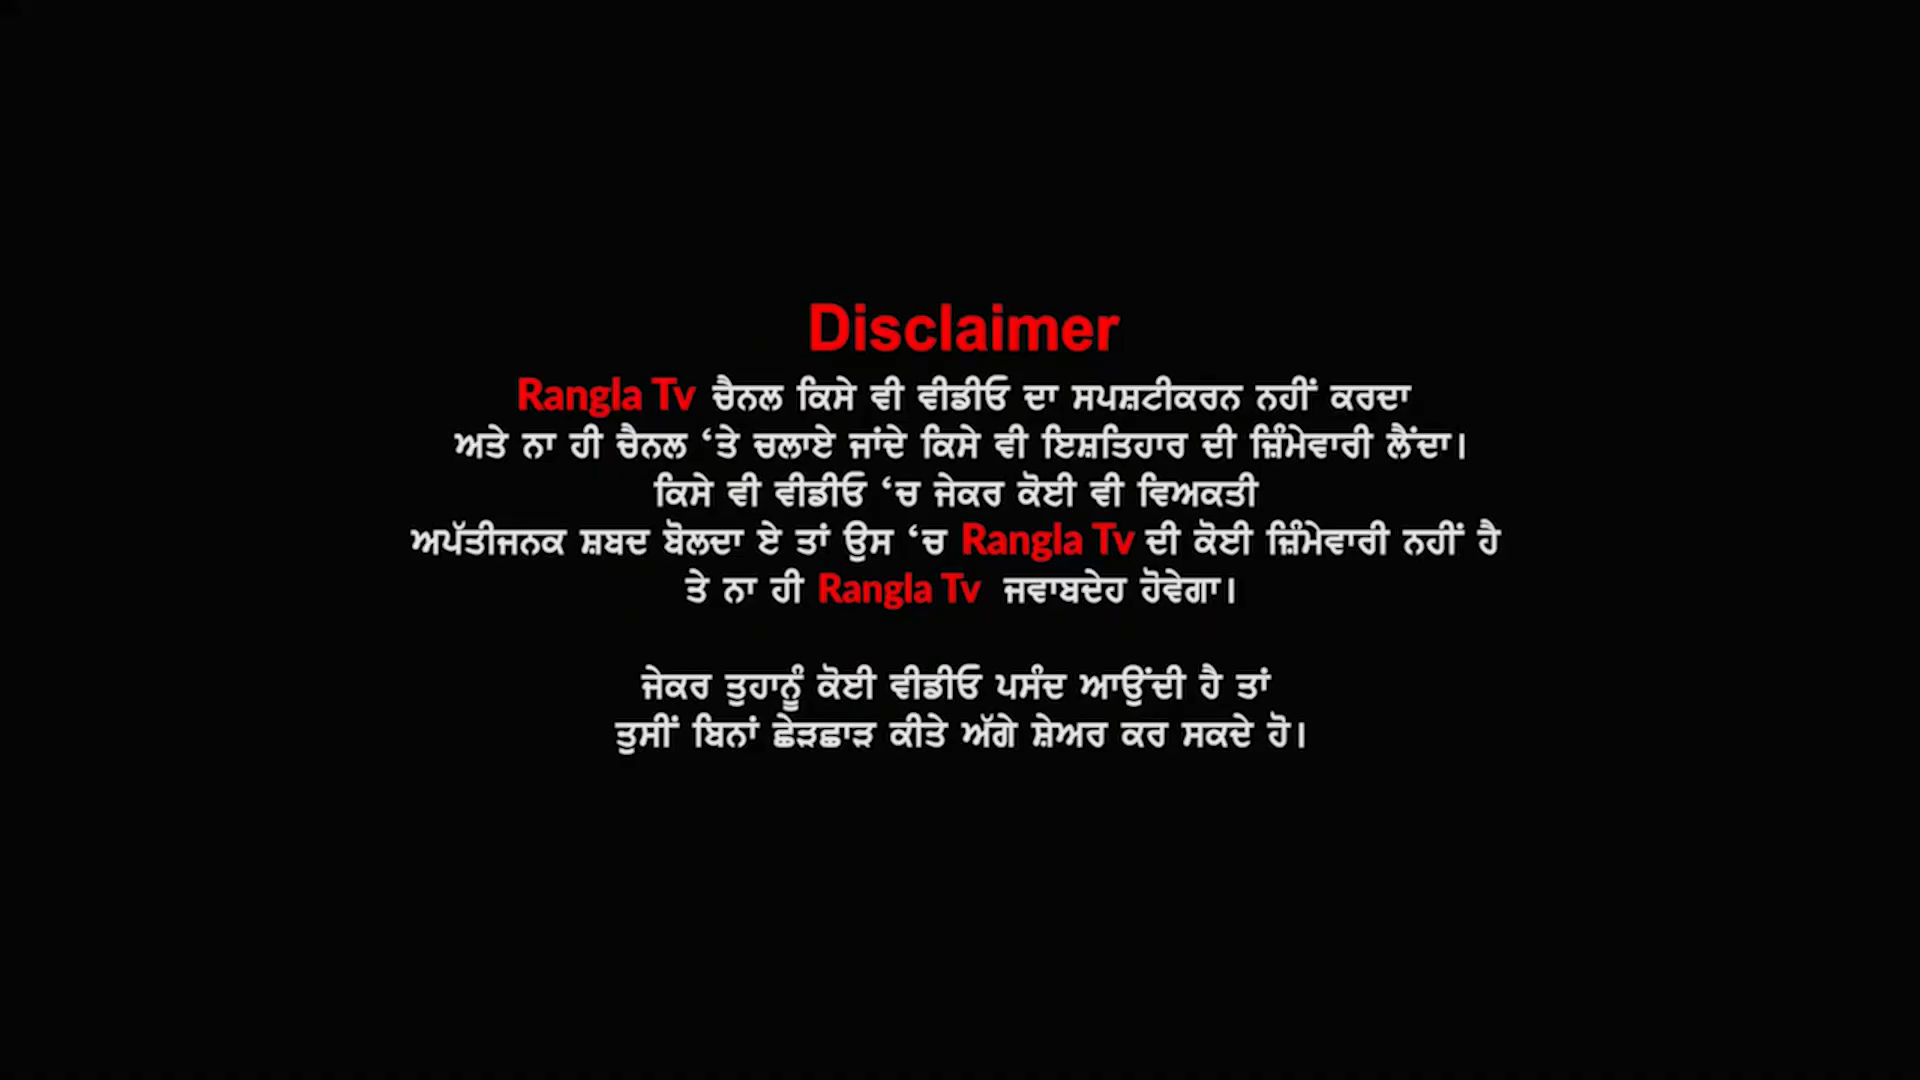 Disclaimer
Rangla Tv ਚੈਨਲ ਕਿਸੇ ਵੀ ਵੀਡੀਓ ਦਾ ਸਪਸ਼ਟੀਕਰਨ ਨਹੀਂ ਕਰਦਾ
ਅਤੇ ਨਾ ਹੀ ਚੈਨਲ ‘ਤੇ ਚਲਾਏ ਜਾਂਦੇ ਕਿਸੇ ਵੀ ਇਸ਼ਤਿਹਾਰ ਦੀ ਜ਼ਿੰਮੇਵਾਰੀ ਲੈਂਦਾ।
ਕਿਸੇ ਵੀ ਵੀਡੀਓ ‘ਚ ਜੇਕਰ ਕੋਈ ਵੀ ਵਿਅਕਤੀ
ਅਪੱਤੀਜਨਕ ਸ਼ਬਦ ਬੋਲਦਾ ਏ ਤਾਂ ਉਸ ‘ਚ Rangla Tv ਦੀ ਕੋਈ ਜ਼ਿੰਮੇਵਾਰੀ ਨਹੀਂ ਹੈ
ਤੇ ਨਾ ਹੀ Rangla Tv ਜਵਾਬਦੇਹ ਹੋਵੇਗਾ।
ਜੇਕਰ ਤੁਹਾਨੂੰ ਕੋਈ ਵੀਡੀਓ ਪਸੰਦ ਆਉਂਦੀ ਹੈ ਤਾਂ
ਤੁਸੀਂ ਬਿਨਾਂ ਛੇੜਛਾੜ ਕੀਤੇ ਅੱਗੇ ਸ਼ੇਅਰ ਕਰ ਸਕਦੇ ਹੋ।